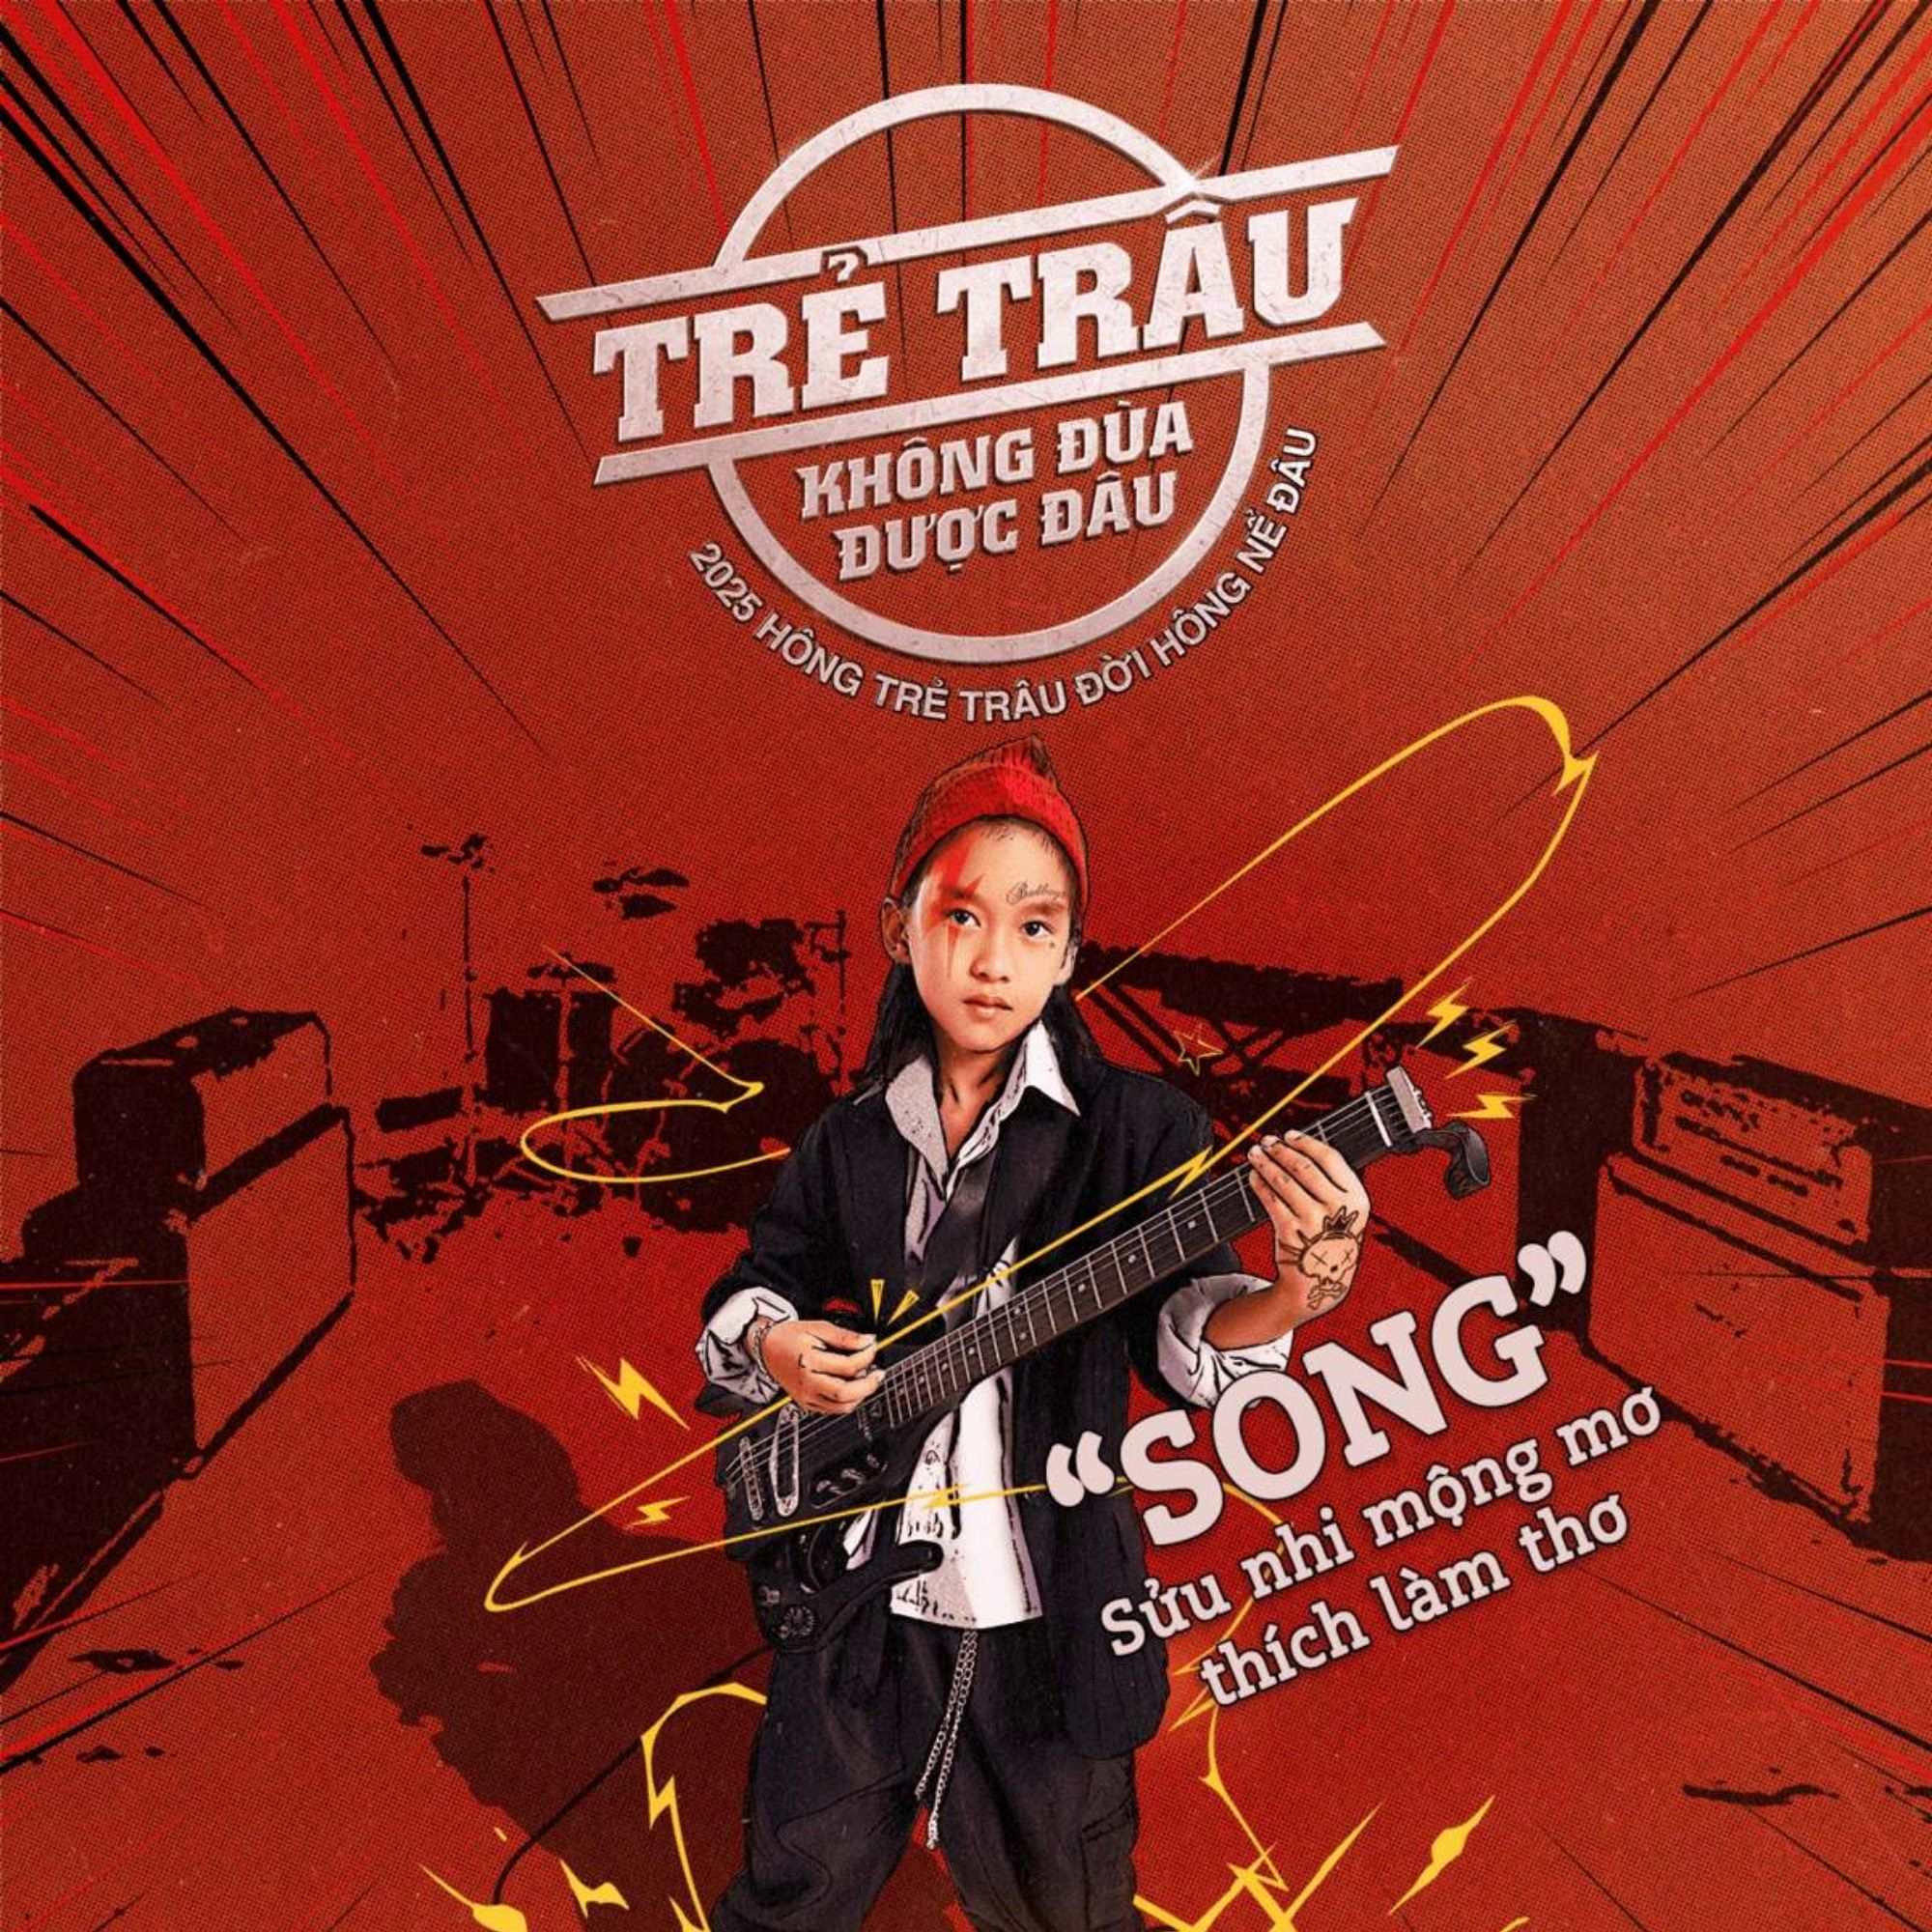 TRẺ TRÂU
KHÔNG ĐÙA
ĐƯỢC ĐÂU
2025 HÔNG TRẺ TRÂU ĐỜI HÔNG NỂ ĐÂU
Badboy
“SONG”
Sửu nhi mộng mơ
thích làm thơ